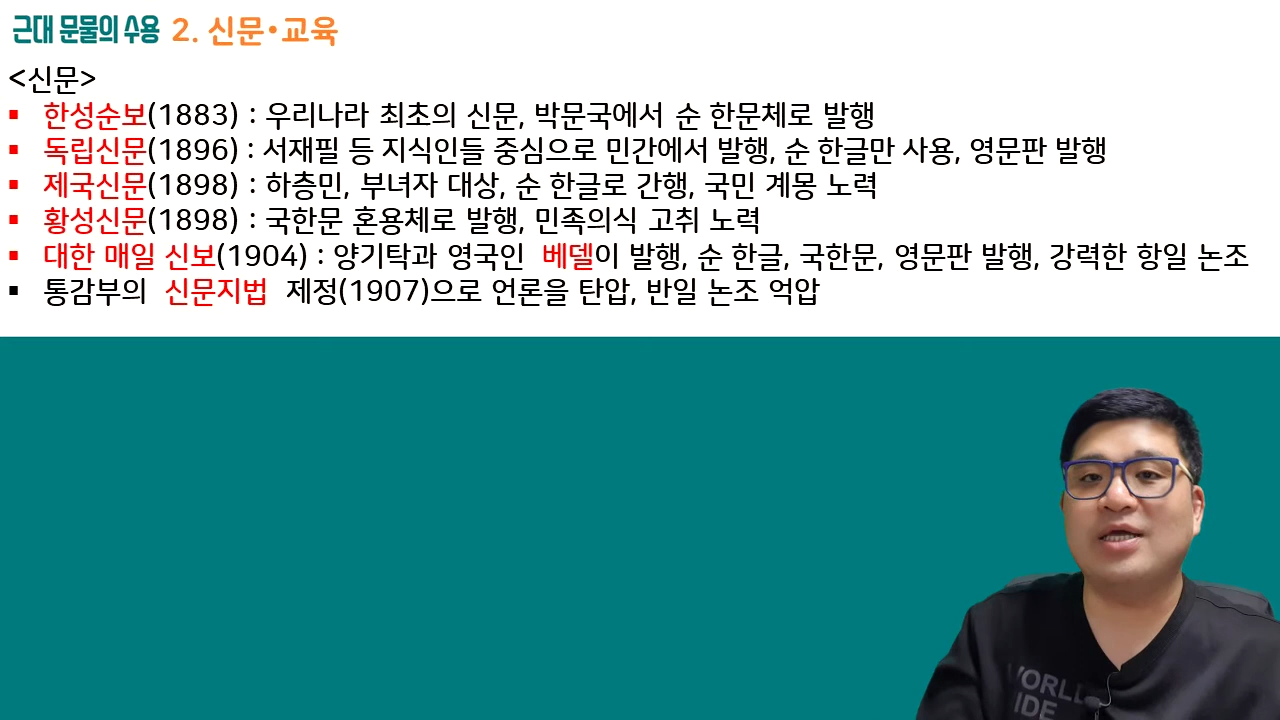 근대 문물의 수용 2. 신문•교육
<신문>
▪ 한성순보(1883) : 우리나라 최초의 신문, 박문국에서 순 한문체로 발행
▪ 독립신문(1896) : 서재필 등 지식인들 중심으로 민간에서 발행, 순 한글만 사용, 영문판 발행
▪ 제국신문(1898) : 하층민, 부녀자 대상, 순 한글로 간행, 국민 계몽 노력
▪ 황성신문(1898) : 국한문 혼용체로 발행, 민족의식 고취 노력
▪ 대한 매일 신보(1904) : 양기탁과 영국인 베델이 발행, 순 한글, 국한문, 영문판 발행, 강력한 항일 논조
▪ 통감부의 신문지법 제정(1907)으로 언론을 탄압, 반일 논조 억압